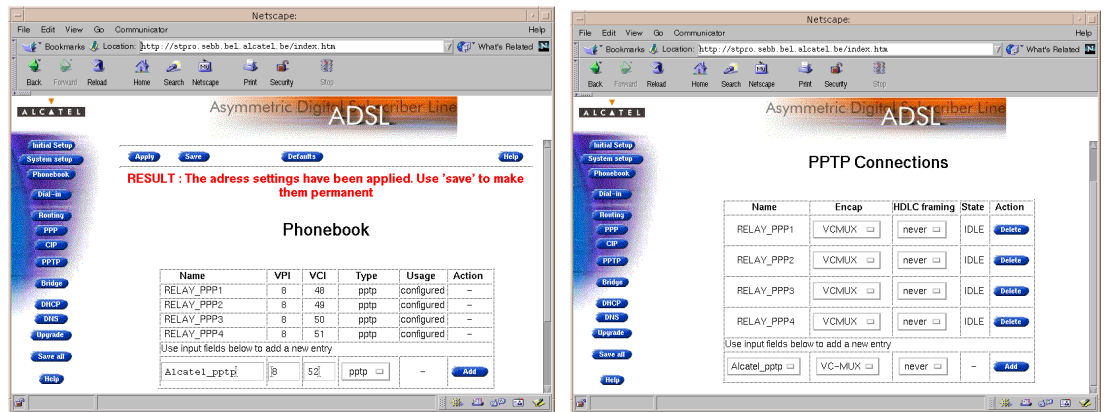 Netscape:
File Edit View Go Communicator Help
Bookmarks Location: http://stpro.sebb.bel.alcatel.be/index.htm What's Related
Back Forward Reload Home Search Netscape Print Security Stop
ALCATEL
Asymmetric Digital Subscriber Line
ADSL
Initial Setup
System setup
Phonebook
Dial-in
Routing
PPP
CIP
PPTP
Bridge
DHCP
DNS
Upgrade
Save all
Help
Apply Save Defaults Help
RESULT : The adress settings have been applied. Use 'save' to make
them permanent
Phonebook
Name VPI VCI Type Usage Action
RELAY_PPP1 8 48 pptp configured –
RELAY_PPP2 8 49 pptp configured –
RELAY_PPP3 8 50 pptp configured –
RELAY_PPP4 8 51 pptp configured –
Use input fields below to add a new entry
Alcatel_pptp 8 52 pptp – Add
Netscape:
File Edit View Go Communicator Help
Bookmarks Location: http://stpro.sebb.bel.alcatel.be/index.htm What's Related
Back Forward Reload Home Search Netscape Print Security Stop
ALCATEL
Asymmetric Digital Subscriber Line
ADSL
Initial Setup
System setup
Phonebook
Dial-in
Routing
PPP
CIP
PPTP
Bridge
DHCP
DNS
Upgrade
Save all
Help
PPTP Connections
Name Encap HDLC framing State Action
RELAY_PPP1 VCMUX never IDLE Delete
RELAY_PPP2 VCMUX never IDLE Delete
RELAY_PPP3 VCMUX never IDLE Delete
RELAY_PPP4 VCMUX never IDLE Delete
Use input fields below to add a new entry
Alcatel_pptp VC-MUX never – Add